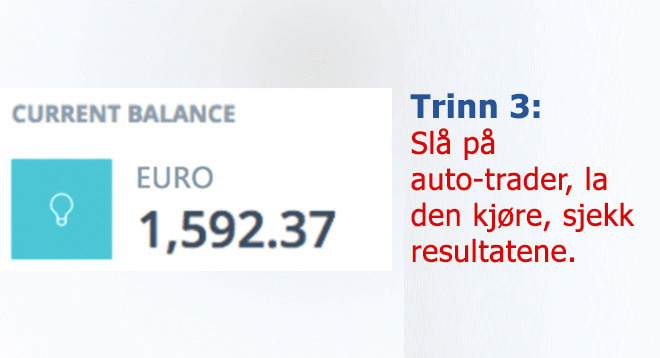 CURRENT BALANCE
EURO
1,592.37
Trinn 3:
Slå på
auto-trader, la
den kjøre, sjekk
resultatene.